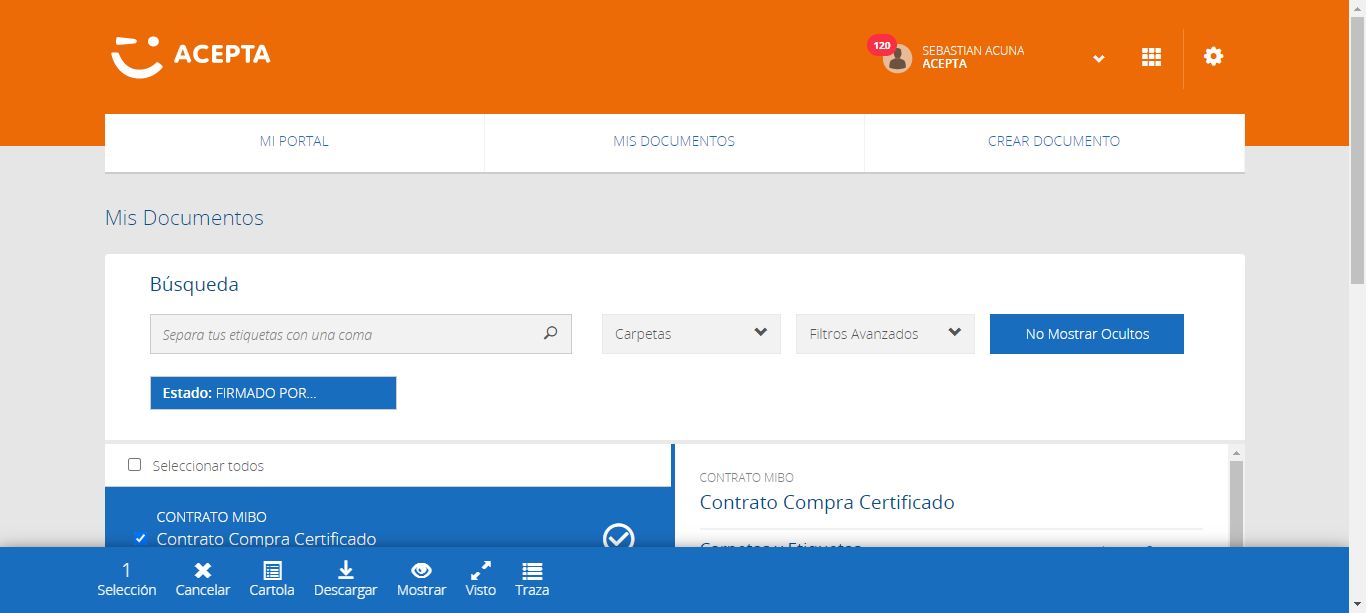 ACEPTA
120
SEBASTIAN ACUNA
ACEPTA
MI PORTAL
MIS DOCUMENTOS
CREAR DOCUMENTO
Mis Documentos
Búsqueda
Separa tus etiquetas con una coma
Carpetas
Filtros Avanzados
No Mostrar Ocultos
Estado: FIRMADO POR...
Seleccionar todos
CONTRATO MIBO
Contrato Compra Certificado
CONTRATO MIBO
Contrato Compra Certificado
Carpetas y Etiquetas
1
Selección
Cancelar
Cartola
Descargar
Mostrar
Visto
Traza